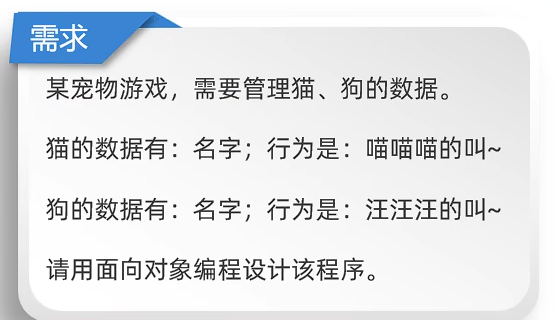 需求
某宠物游戏，需要管理猫、狗的数据。
猫的数据有：名字；行为是：喵喵喵的叫~
狗的数据有：名字；行为是：汪汪汪的叫~
请用面向对象编程设计该程序。